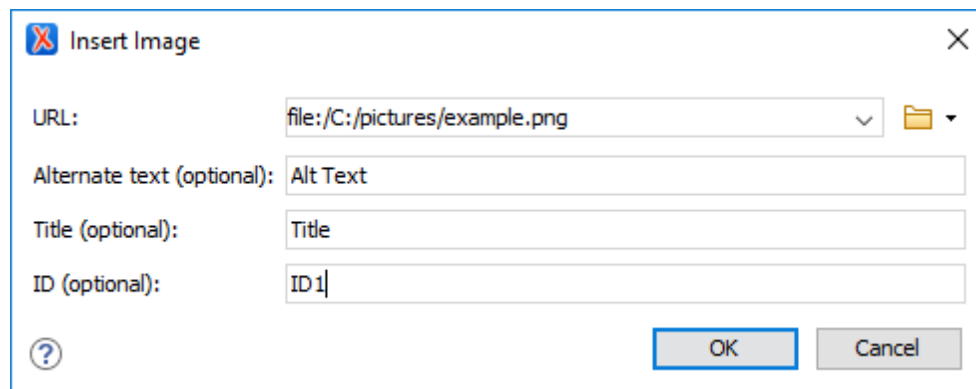 Insert Image
URL: file:/C:/pictures/example.png
Alternate text (optional): Alt Text
Title (optional): Title
ID (optional): ID1
? OK Cancel